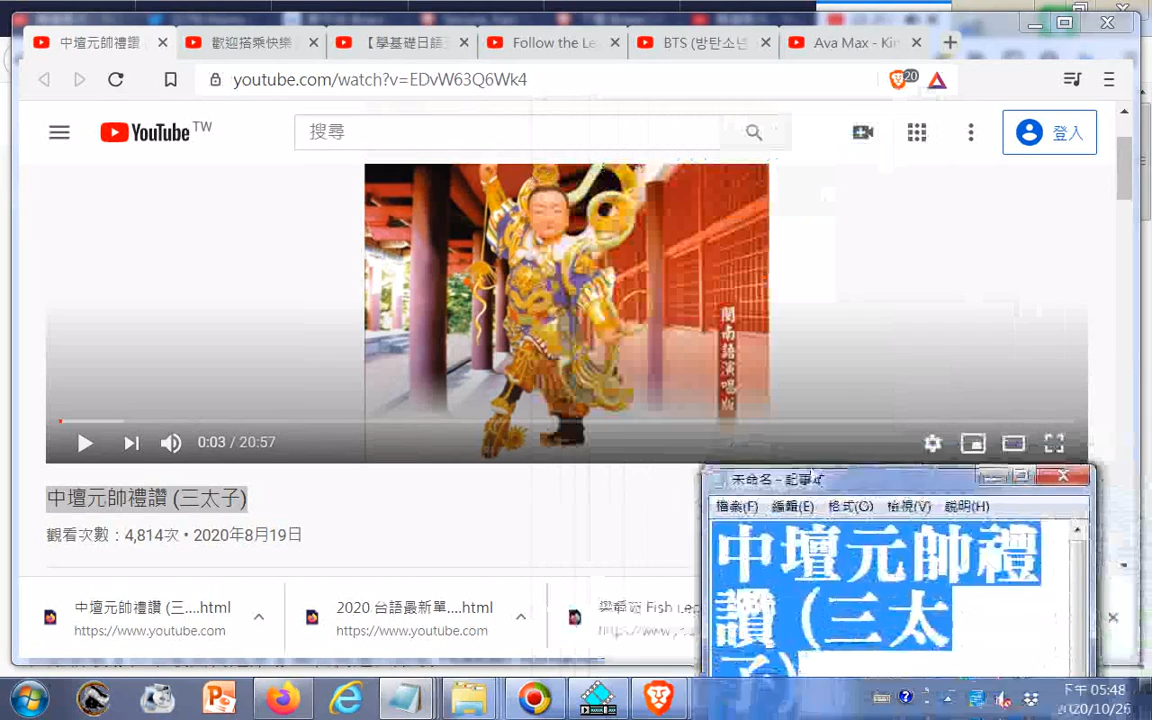 中壇元帥禮讚
歡迎搭乘快樂
【學基礎日語
Follow the Le
BTS (방탄소년
Ava Max - Kin
youtube.com/watch?v=EDvW63Q6Wk4
20
YouTube TW
搜尋
登入
閩南語演唱版
0:03 / 20:57
中壇元帥禮讚 (三太子)
觀看次數：4,814次 • 2020年8月19日
未命名 - 記事本
檔案(F) 編輯(E) 格式(O) 檢視(V) 說明(H)
中壇元帥禮
讚 (三太
子)
中壇元帥禮讚 (三....html
https://www.youtube.com
2020 台語最新單....html
https://www.youtube.com
Fish Le
https://www.
下午 05:48
2020/10/26